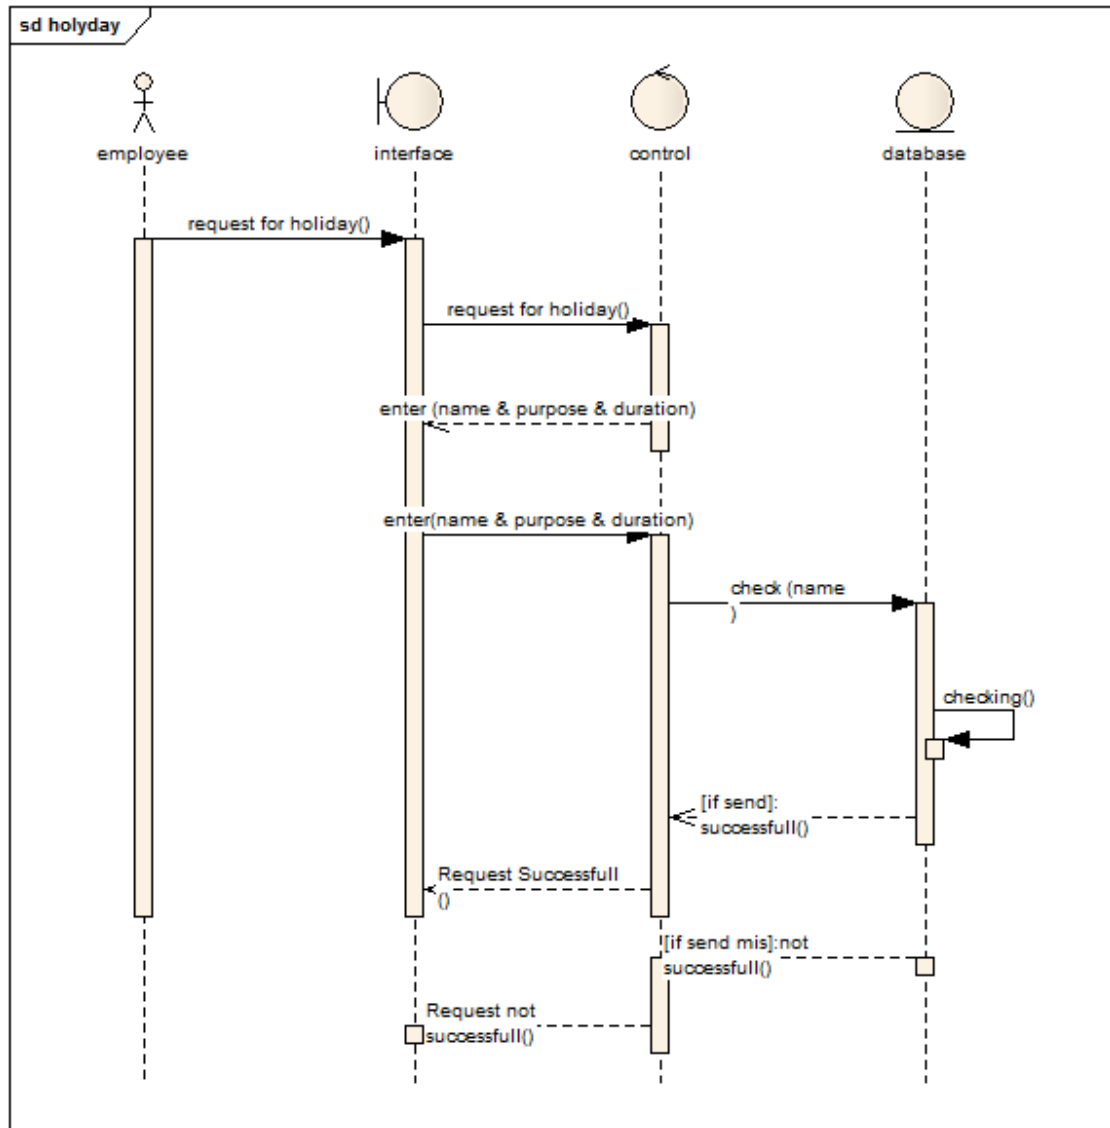 sd holyday
employee
interface
control
database
request for holiday()
request for holiday()
enter (name & purpose & duration)
enter(name & purpose & duration)
check (name
)
checking()
[if send]:
successfull()
Request Successfull
()
[if send mis]:not
successfull()
Request not
successfull()